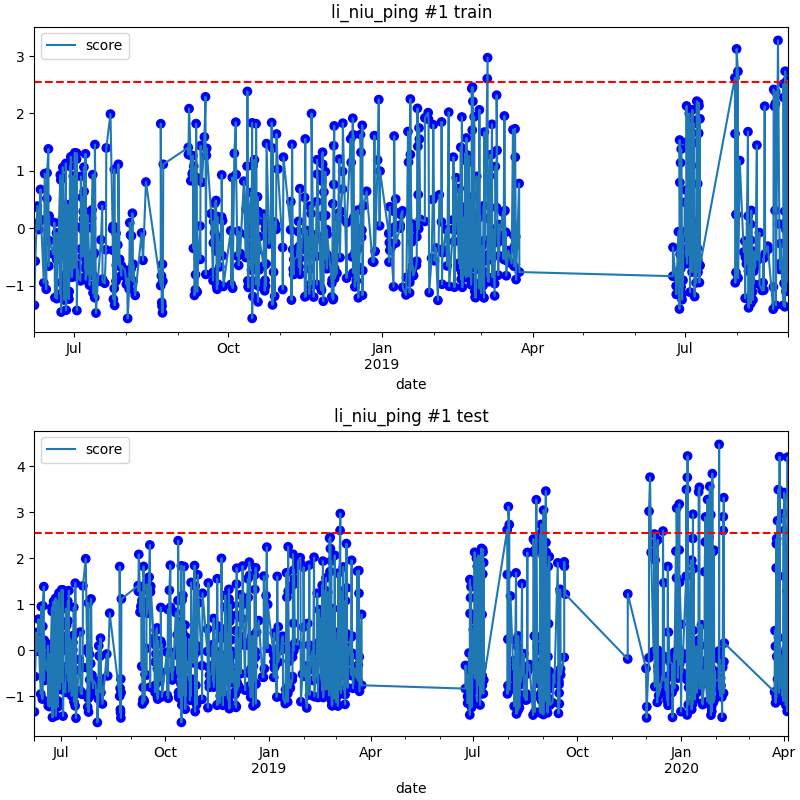 li_niu_ping #1 train
score
3
2
1
0
−1
Jul
Oct
Jan
2019
Apr
Jul
date
li_niu_ping #1 test
score
4
3
2
1
0
−1
Jul
Oct
Jan
2019
Apr
Jul
Oct
Jan
2020
Apr
date